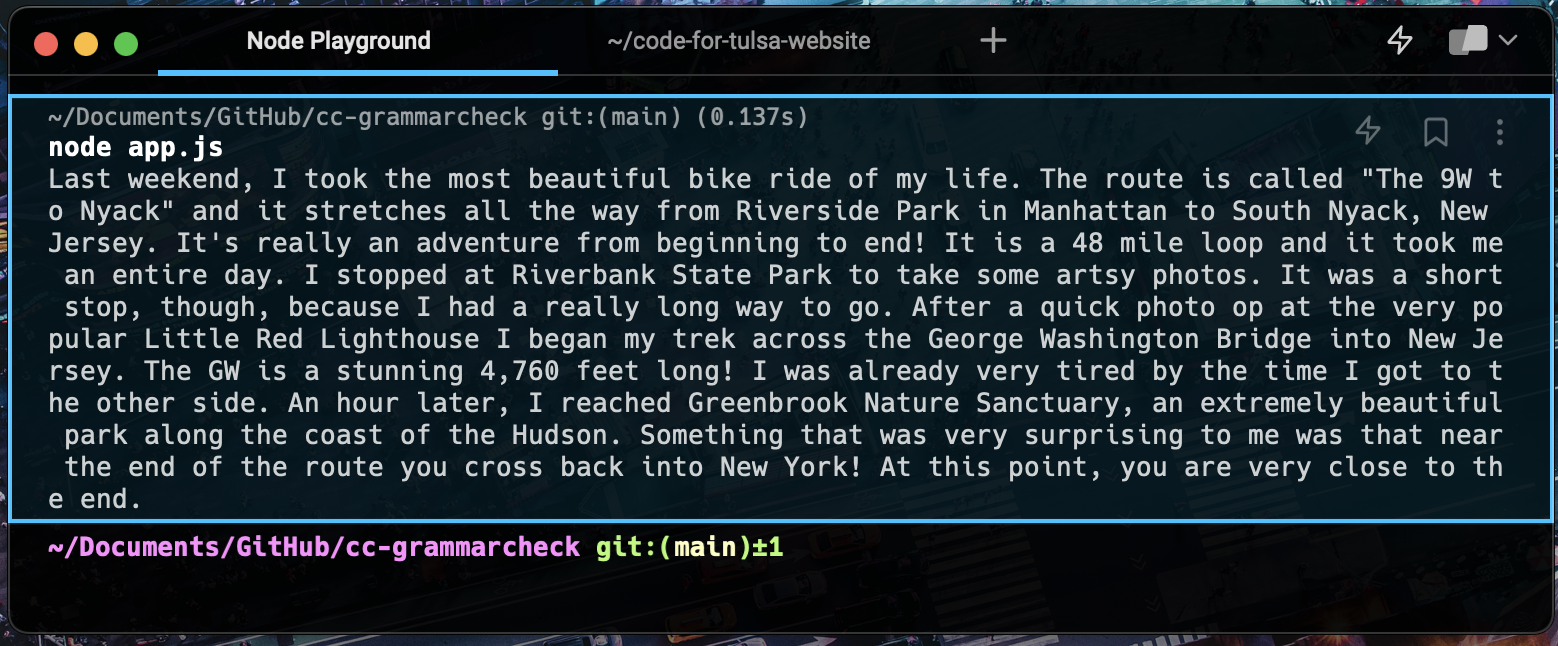 Node Playground
~/code-for-tulsa-website
+
~/Documents/GitHub/cc-grammarcheck git:(main) (0.137s)
node app.js
Last weekend, I took the most beautiful bike ride of my life. The route is called "The 9W t
o Nyack" and it stretches all the way from Riverside Park in Manhattan to South Nyack, New
Jersey. It's really an adventure from beginning to end! It is a 48 mile loop and it took me
 an entire day. I stopped at Riverbank State Park to take some artsy photos. It was a short
 stop, though, because I had a really long way to go. After a quick photo op at the very po
pular Little Red Lighthouse I began my trek across the George Washington Bridge into New Je
rsey. The GW is a stunning 4,760 feet long! I was already very tired by the time I got to t
he other side. An hour later, I reached Greenbrook Nature Sanctuary, an extremely beautiful
 park along the coast of the Hudson. Something that was very surprising to me was that near
 the end of the route you cross back into New York! At this point, you are very close to th
e end.
~/Documents/GitHub/cc-grammarcheck git:(main)±1